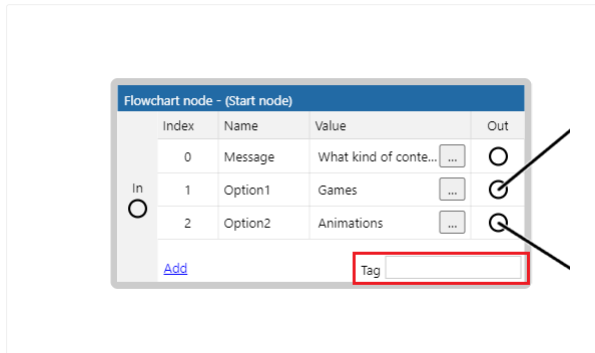 Flowchart node - (Start node)
Index Name Value Out
0 Message What kind of conte... ...
In
1 Option1 Games ...
2 Option2 Animations ...
Add Tag